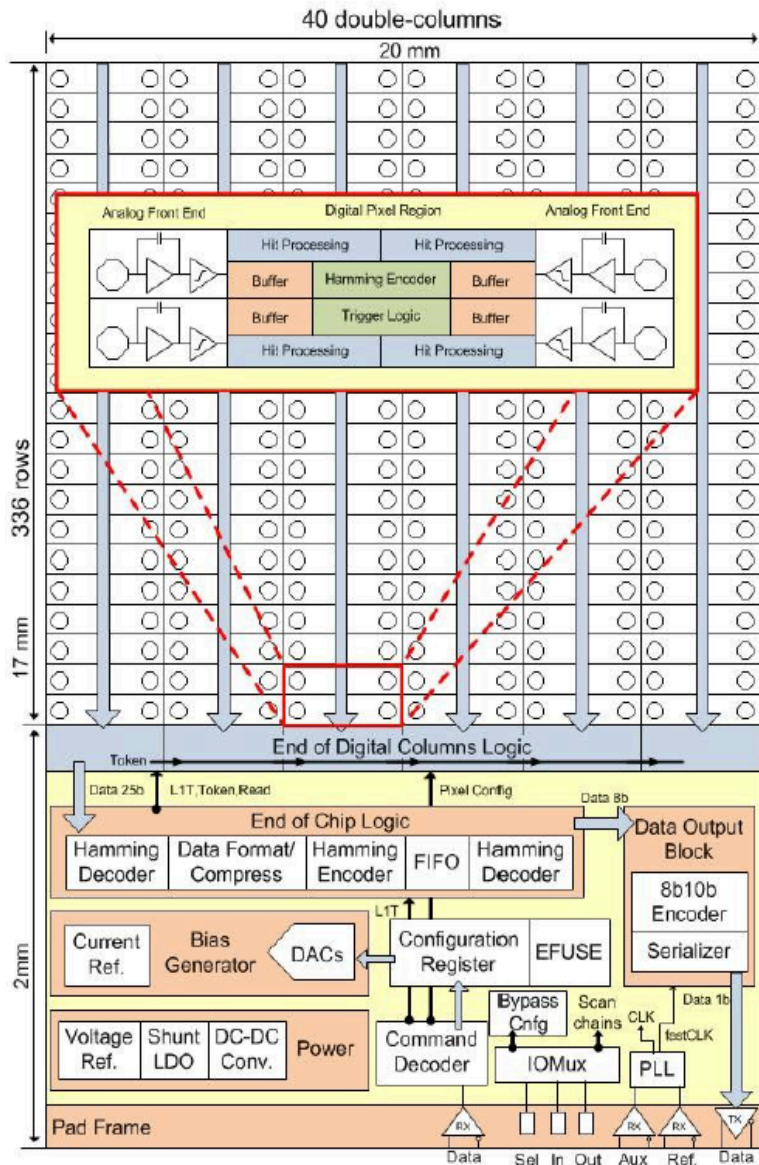 40 double-columns
20 mm
336 rows
17 mm
Analog Front End
Digital Pixel Region
Analog Front End
Hit Processing
Hit Processing
Buffer
Hamming Encoder
Buffer
Buffer
Trigger Logic
Buffer
Hit Processing
Hit Processing
2mm
End of Digital Columns Logic
Token
Data 25b
L1T,Token,Read
Pixel Config
Data 8b
End of Chip Logic
Hamming
Decoder
Data Format/
Compress
Hamming
Encoder
FIFO
Hamming
Decoder
Data Output
Block
8b10b
Encoder
Serializer
L1T
Current
Ref.
Bias
Generator
DACs
Configuration
Register
EFUSE
Data 1b
Voltage
Ref.
Shunt
LDO
DC-DC
Conv.
Power
Command
Decoder
Bypass
Cnfg
Scan
chains
IOMux
CLK
fastCLK
PLL
Pad Frame
RX
RX
RX
TX
Data
Sel
In
Out
Aux
Ref.
Data